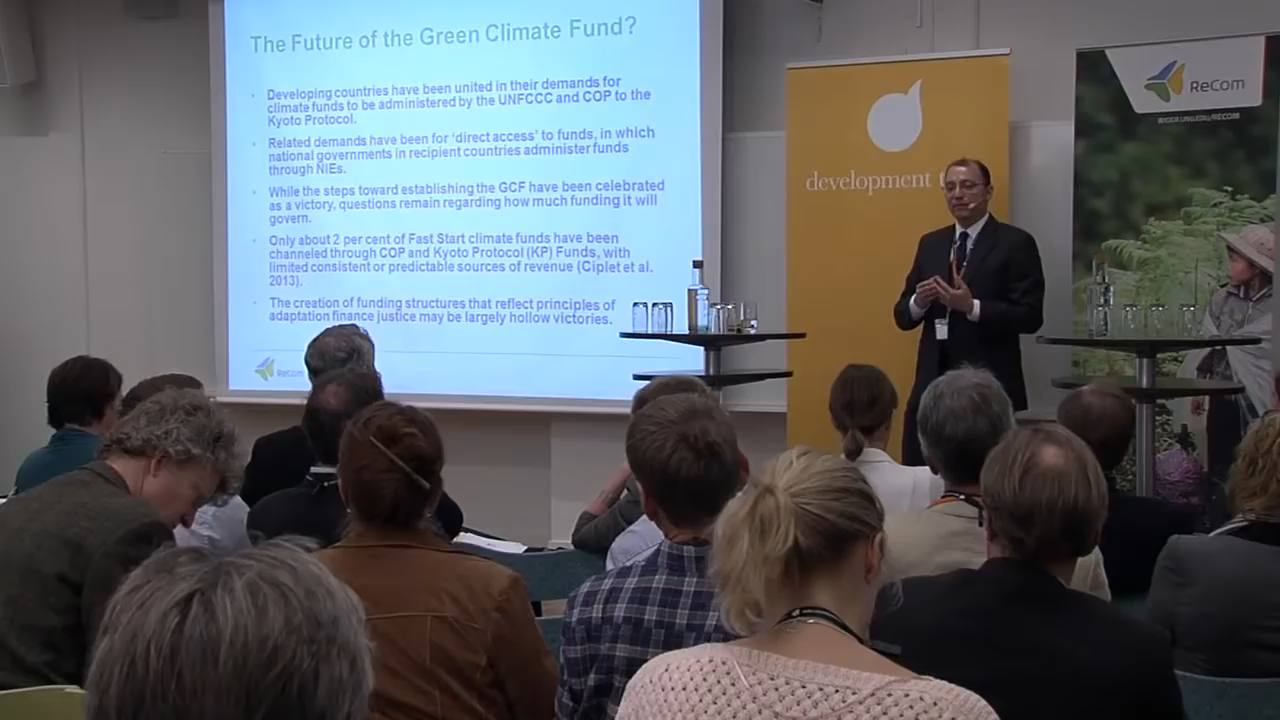 The Future of the Green Climate Fund?
Developing countries have been united in their demands for
climate funds to be administered by the UNFCCC and COP to the
Kyoto Protocol.
Related demands have been for 'direct access' to funds, in which
national governments in recipient countries administer funds
through NIEs.
While the steps toward establishing the GCF have been celebrated
as a victory, questions remain regarding how much funding it will
govern.
Only about 2 per cent of Fast Start climate funds have been
channeled through COP and Kyoto Protocol (KP) Funds, with
limited consistent or predictable sources of revenue (Ciplet et al.
2013).
The creation of funding structures that reflect principles of
adaptation finance justice may be largely hollow victories.
ReCom
development
ReCom
WIDER.UNU.EDU/RECOM